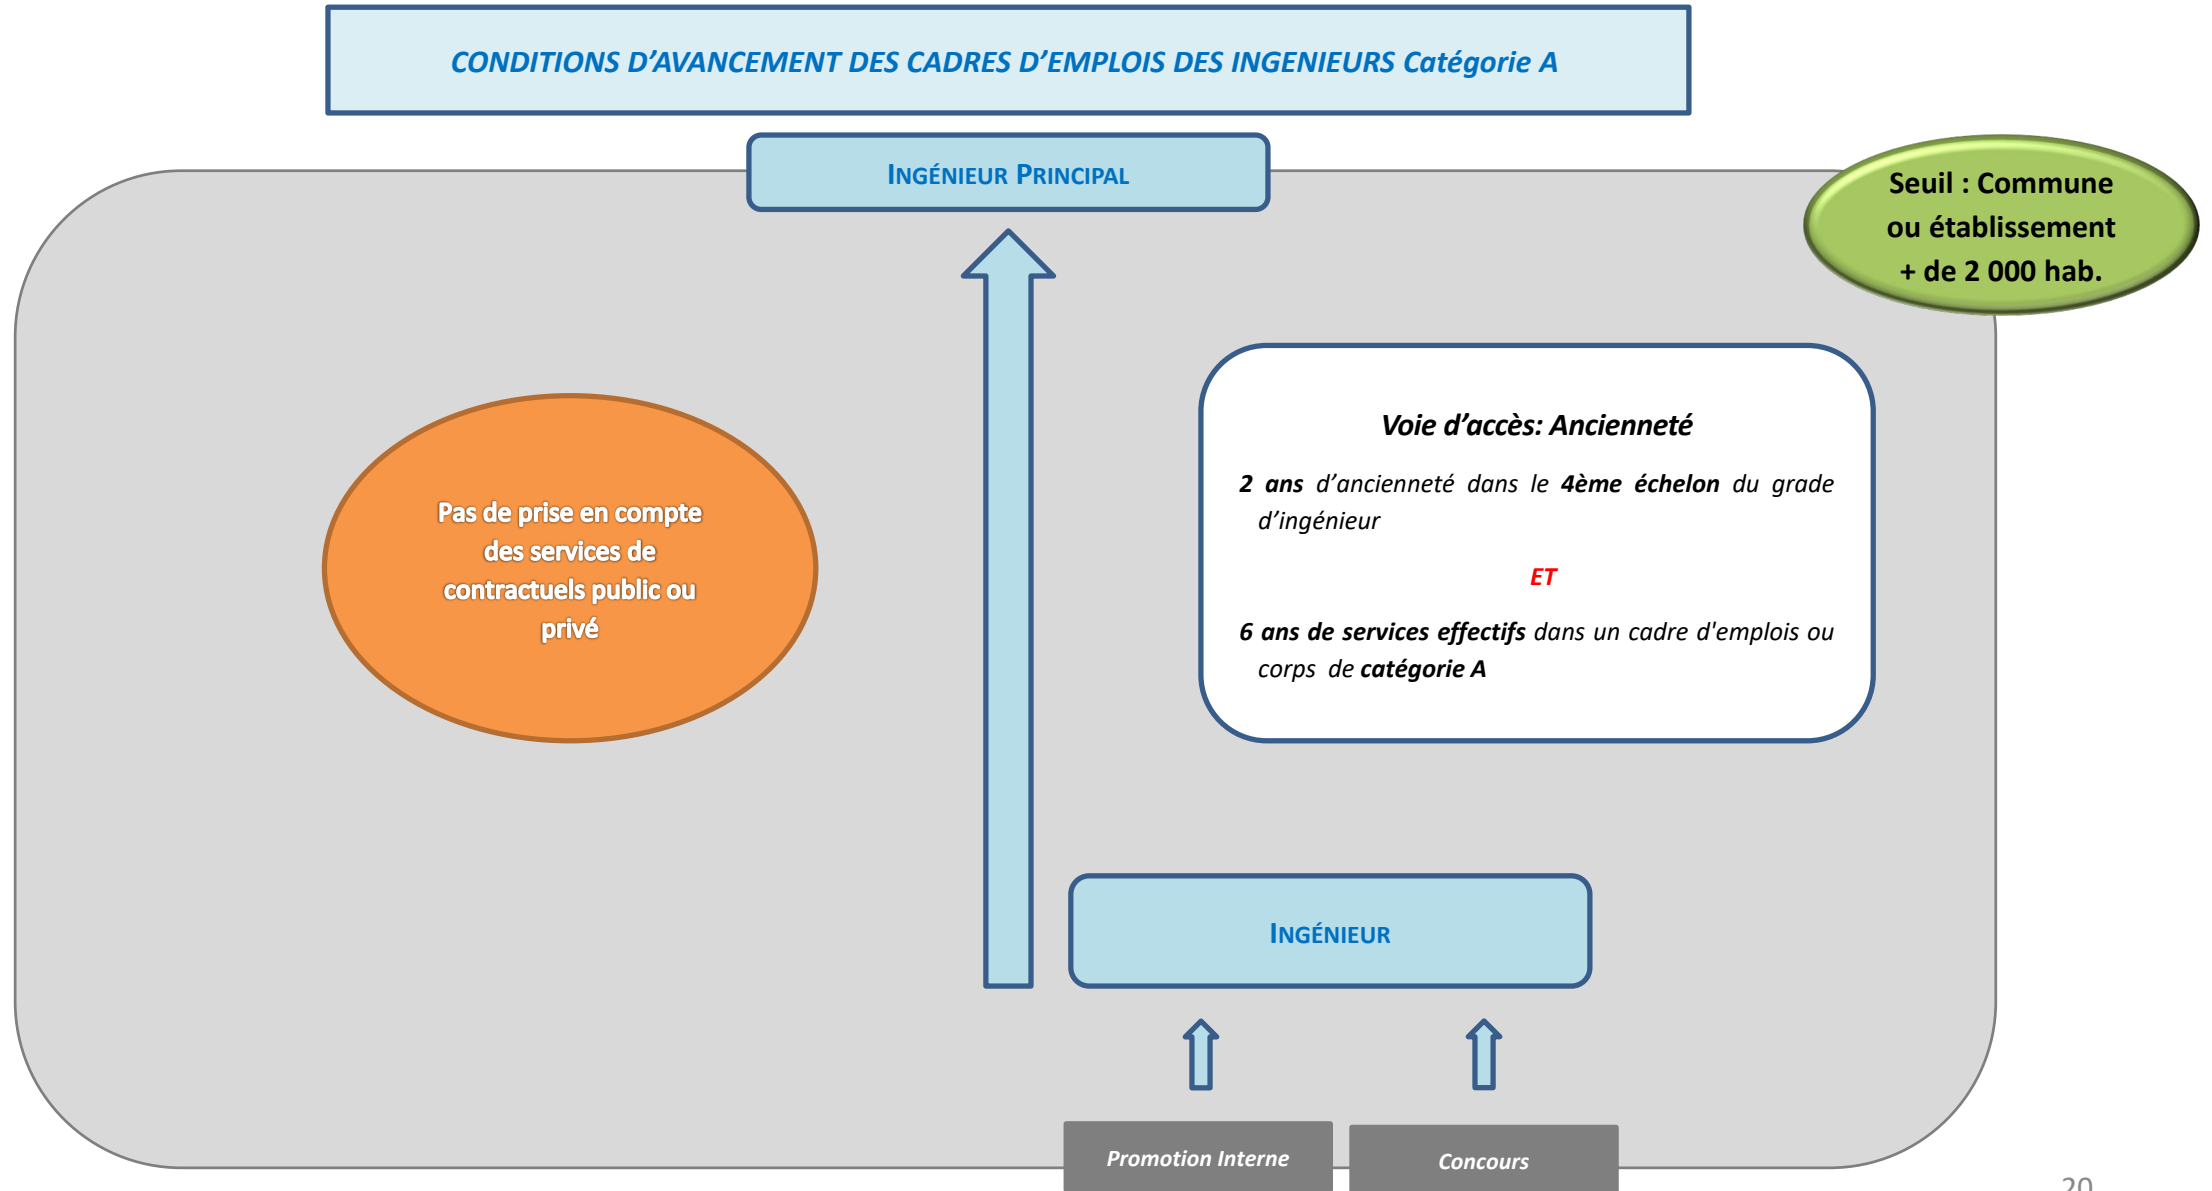 CONDITIONS D’AVANCEMENT DES CADRES D’EMPLOIS DES INGENIEURS Catégorie A
INGÉNIEUR PRINCIPAL
Seuil : Commune
ou établissement
+ de 2 000 hab.
Pas de prise en compte
des services de
contractuels public ou
privé
Voie d’accès: Ancienneté
2 ans d’ancienneté dans le 4ème échelon du grade
d’ingénieur
ET
6 ans de services effectifs dans un cadre d'emplois ou
corps de catégorie A
INGÉNIEUR
Promotion Interne
Concours
20